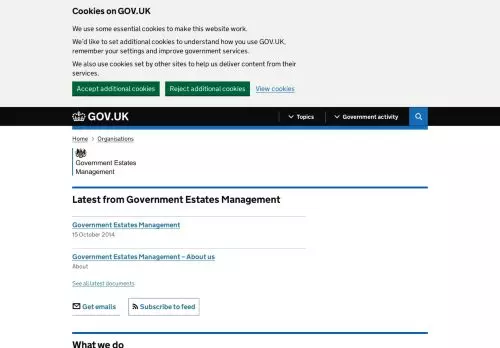 Cookies on GOV.UK
We use some essential cookies to make this website work.
We'd like to set additional cookies to understand how you use GOV.UK,
remember your settings and improve government services.
We also use cookies set by other sites to help us deliver content from their
services.
Accept additional cookies Reject additional cookies View cookies
GOV.UK Topics Government activity
Home Organisations
Government Estates
Management
Latest from Government Estates Management
Government Estates Management
15 October 2014
Government Estates Management – About us
About
See all latest documents
Get emails Subscribe to feed
What we do